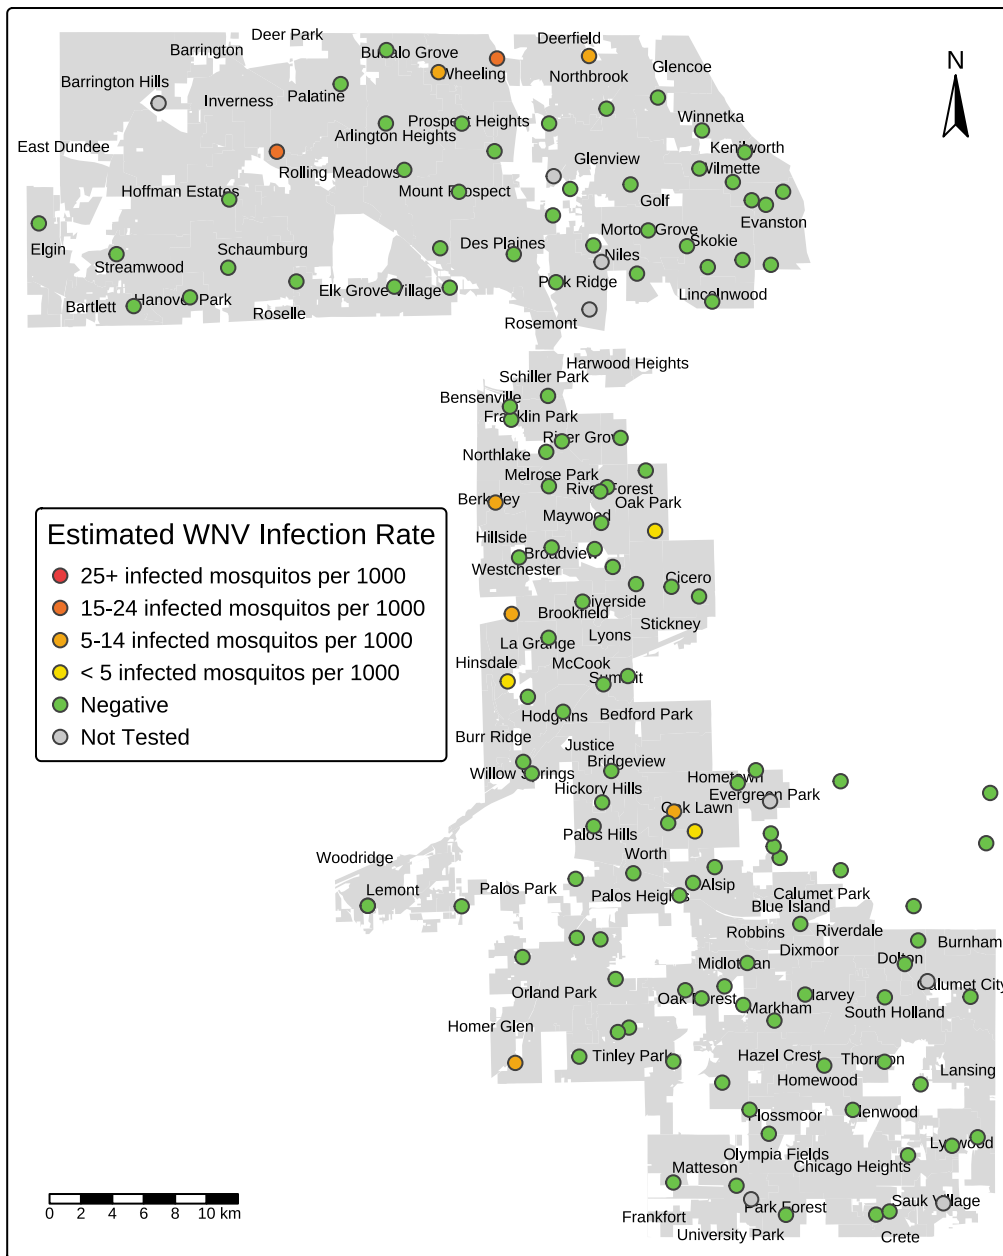 Deer Park
Deerfield
Barrington
Buffalo Grove
N
Wheeling
Northbrook
Glencoe
Barrington Hills
Inverness
Palatine
Winnetka
Prospect Heights
Arlington Heights
East Dundee
Kenilworth
Glenview
Wilmette
Rolling Meadows
Hoffman Estates
Mount Prospect
Golf
Evanston
Morton Grove
Elgin
Schaumburg
Des Plaines
Skokie
Niles
Streamwood
Park Ridge
Elk Grove Village
Lincolnwood
Hanover Park
Bartlett
Roselle
Rosemont
Harwood Heights
Schiller Park
Bensenville
Franklin Park
River Grove
Northlake
Melrose Park
River Forest
Berkeley
Oak Park
Maywood
Estimated WNV Infection Rate
25+ infected mosquitos per 1000
15-24 infected mosquitos per 1000
5-14 infected mosquitos per 1000
< 5 infected mosquitos per 1000
Negative
Not Tested
Hillside
Broadview
Westchester
Cicero
Riverside
Brookfield
Stickney
Lyons
La Grange
Hinsdale
McCook
Summit
Hodgkins
Bedford Park
Burr Ridge
Justice
Bridgeview
Willow Springs
Hometown
Hickory Hills
Evergreen Park
Oak Lawn
Palos Hills
Worth
Woodridge
Lemont
Palos Park
Alsip
Palos Heights
Calumet Park
Blue Island
Robbins
Riverdale
Dixmoor
Burnham
Midlothian
Dolton
Calumet City
Orland Park
Oak Forest
Harvey
Markham
South Holland
Homer Glen
Tinley Park
Hazel Crest
Thornton
Homewood
Lansing
Flossmoor
Glenwood
Lynwood
Olympia Fields
Chicago Heights
Matteson
Sauk Village
Park Forest
Frankfort
University Park
Crete
0 2 4 6 8 10 km